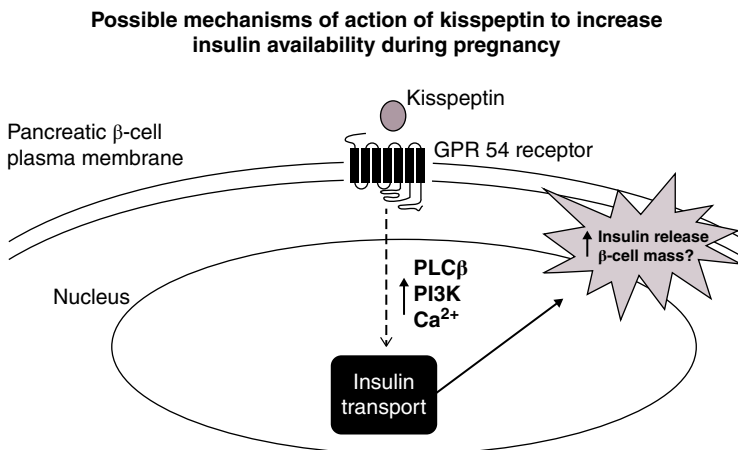 Possible mechanisms of action of kisspeptin to increase
insulin availability during pregnancy
Kisspeptin
Pancreatic β-cell
plasma membrane
GPR 54 receptor
↑ Insulin release
β-cell mass?
Nucleus
↑ PLCβ
PI3K
Ca²⁺
Insulin
transport